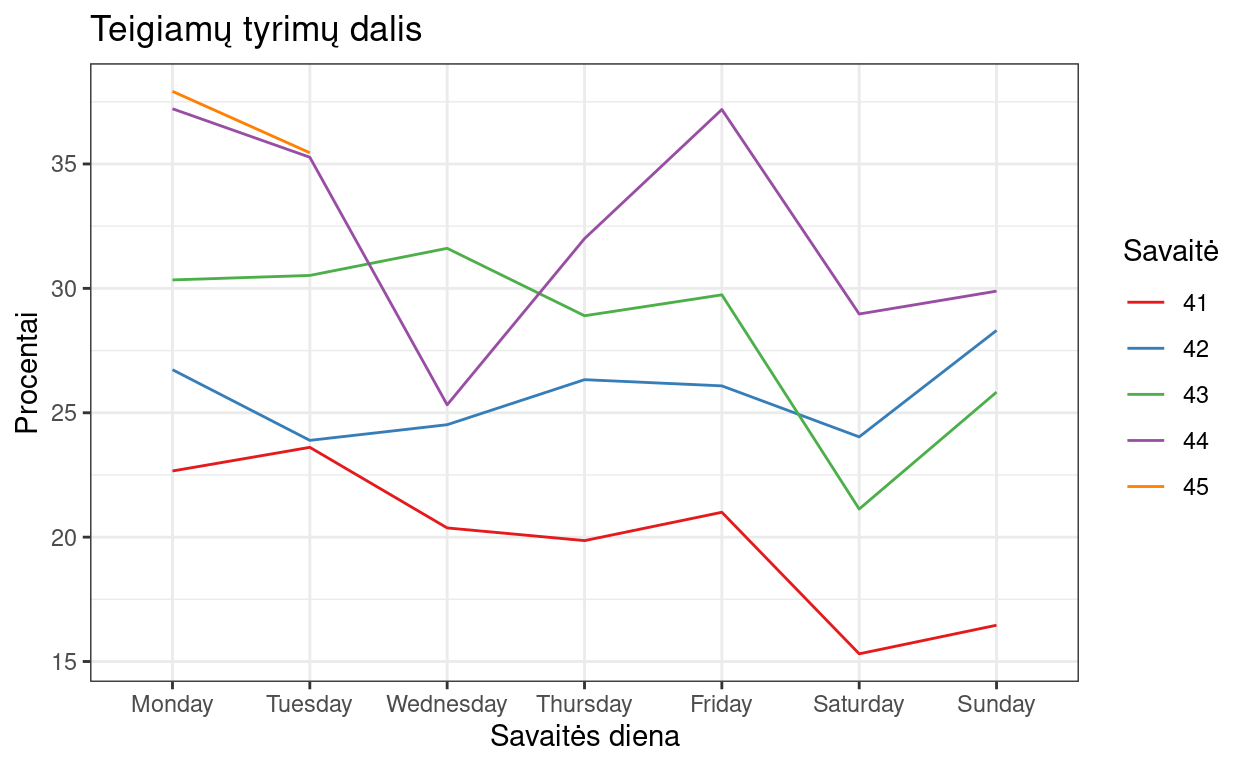 Teigiamų tyrimų dalis
Procentai
35
30
25
20
15
Monday Tuesday Wednesday Thursday Friday Saturday Sunday
Savaitės diena
Savaitė
41
42
43
44
45